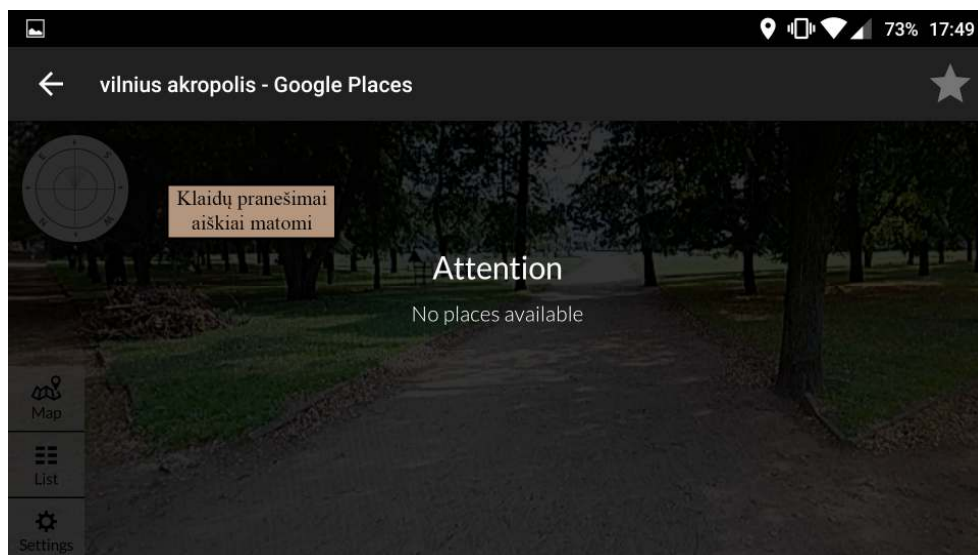 73% 17:49
vilnius akropolis - Google Places
E
S
N
W
Klaidų pranešimai
aiškiai matomi
Attention
No places available
Map
List
Settings